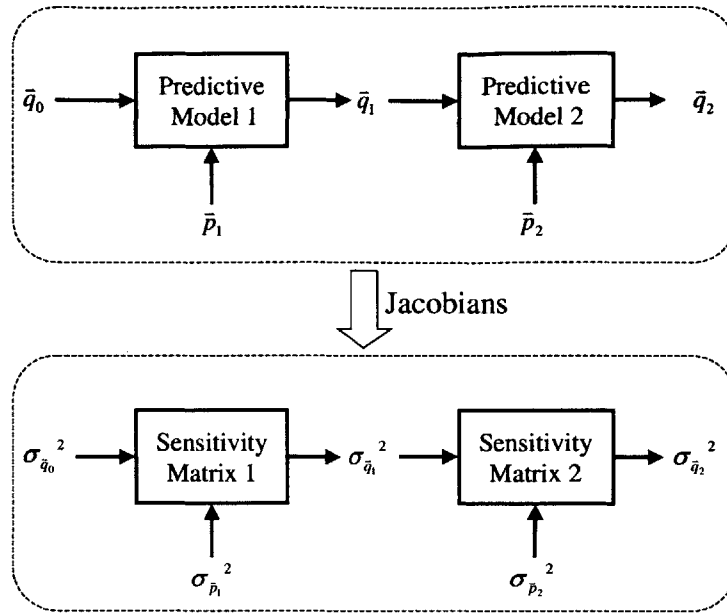 q̄₀ Predictive Model 1 q̄₁ Predictive Model 2 q̄₂
p̄₁ p̄₂
Jacobians
σq̄₀² Sensitivity Matrix 1 σq̄₁² Sensitivity Matrix 2 σq̄₂²
σp̄₁² σp̄₂²